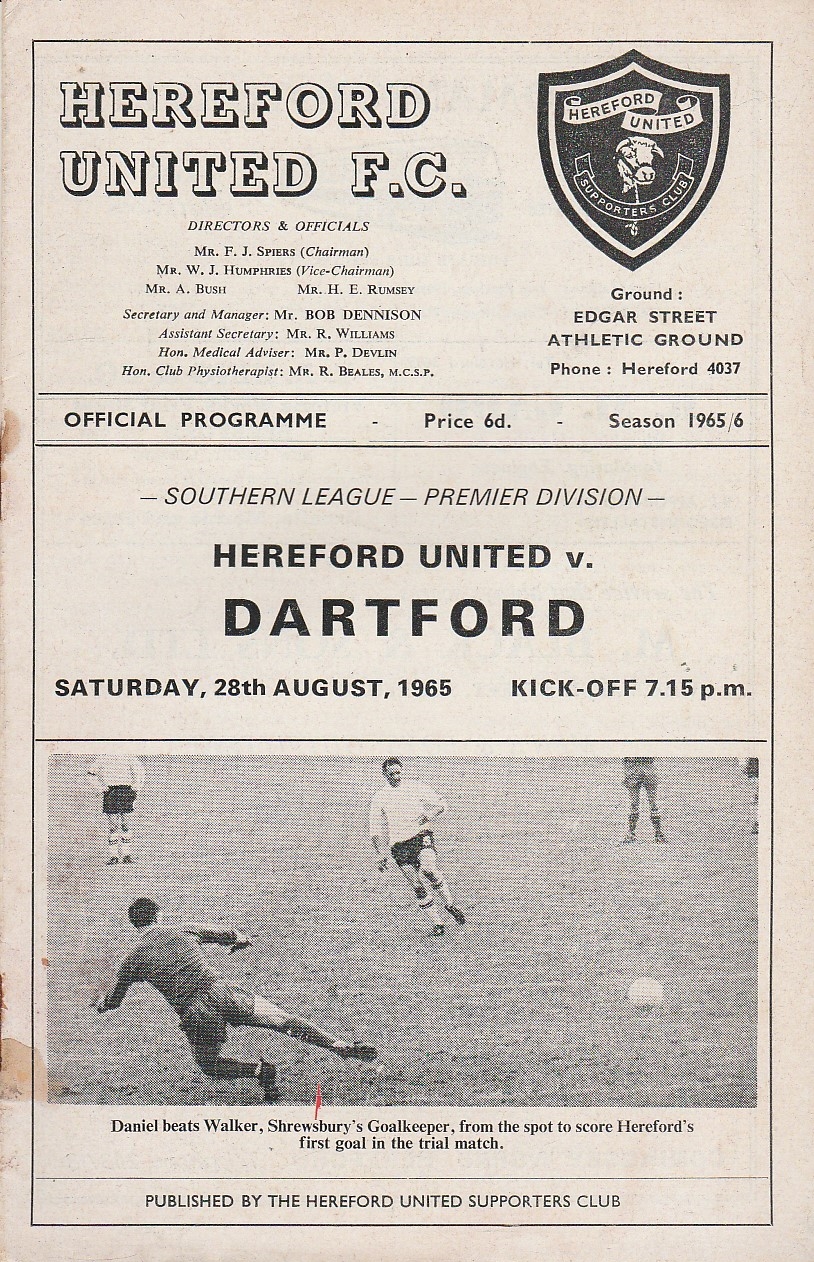 HEREFORD
UNITED F.C.
DIRECTORS & OFFICIALS
Mr. F. J. Spiers (Chairman)
Mr. W. J. Humphries (Vice-Chairman)
Mr. A. Bush Mr. H. E. Rumsey
Secretary and Manager: Mr. BOB DENNISON
Assistant Secretary: Mr. R. Williams
Hon. Medical Adviser: Mr. P. Devlin
Hon. Club Physiotherapist: Mr. R. Beales, M.C.S.P.
HEREFORD
UNITED
SUPPORTERS CLUB
Ground :
EDGAR STREET
ATHLETIC GROUND
Phone : Hereford 4037
OFFICIAL PROGRAMME - Price 6d. - Season 1965/6
— SOUTHERN LEAGUE — PREMIER DIVISION —
HEREFORD UNITED v.
DARTFORD
SATURDAY, 28th AUGUST, 1965 KICK-OFF 7.15 p.m.
Daniel beats Walker, Shrewsbury's Goalkeeper, from the spot to score Hereford's
first goal in the trial match.
PUBLISHED BY THE HEREFORD UNITED SUPPORTERS CLUB